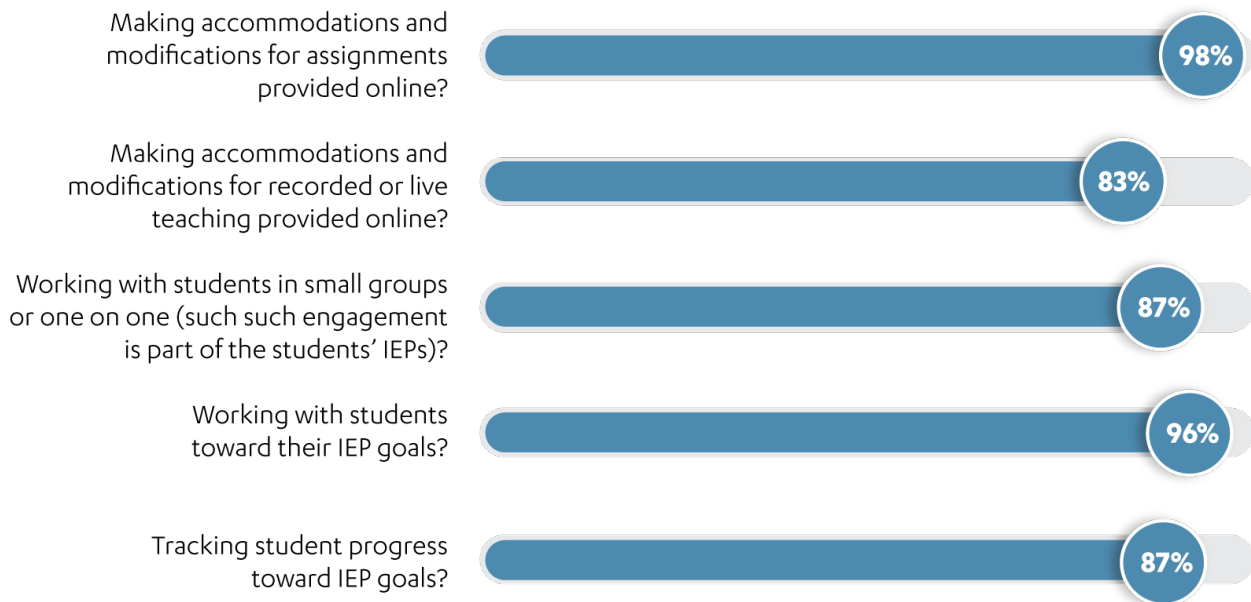 Making accommodations and
modifications for assignments
provided online?
98%
Making accommodations and
modifications for recorded or live
teaching provided online?
83%
Working with students in small groups
or one on one (such such engagement
is part of the students’ IEPs)?
87%
Working with students
toward their IEP goals?
96%
Tracking student progress
toward IEP goals?
87%